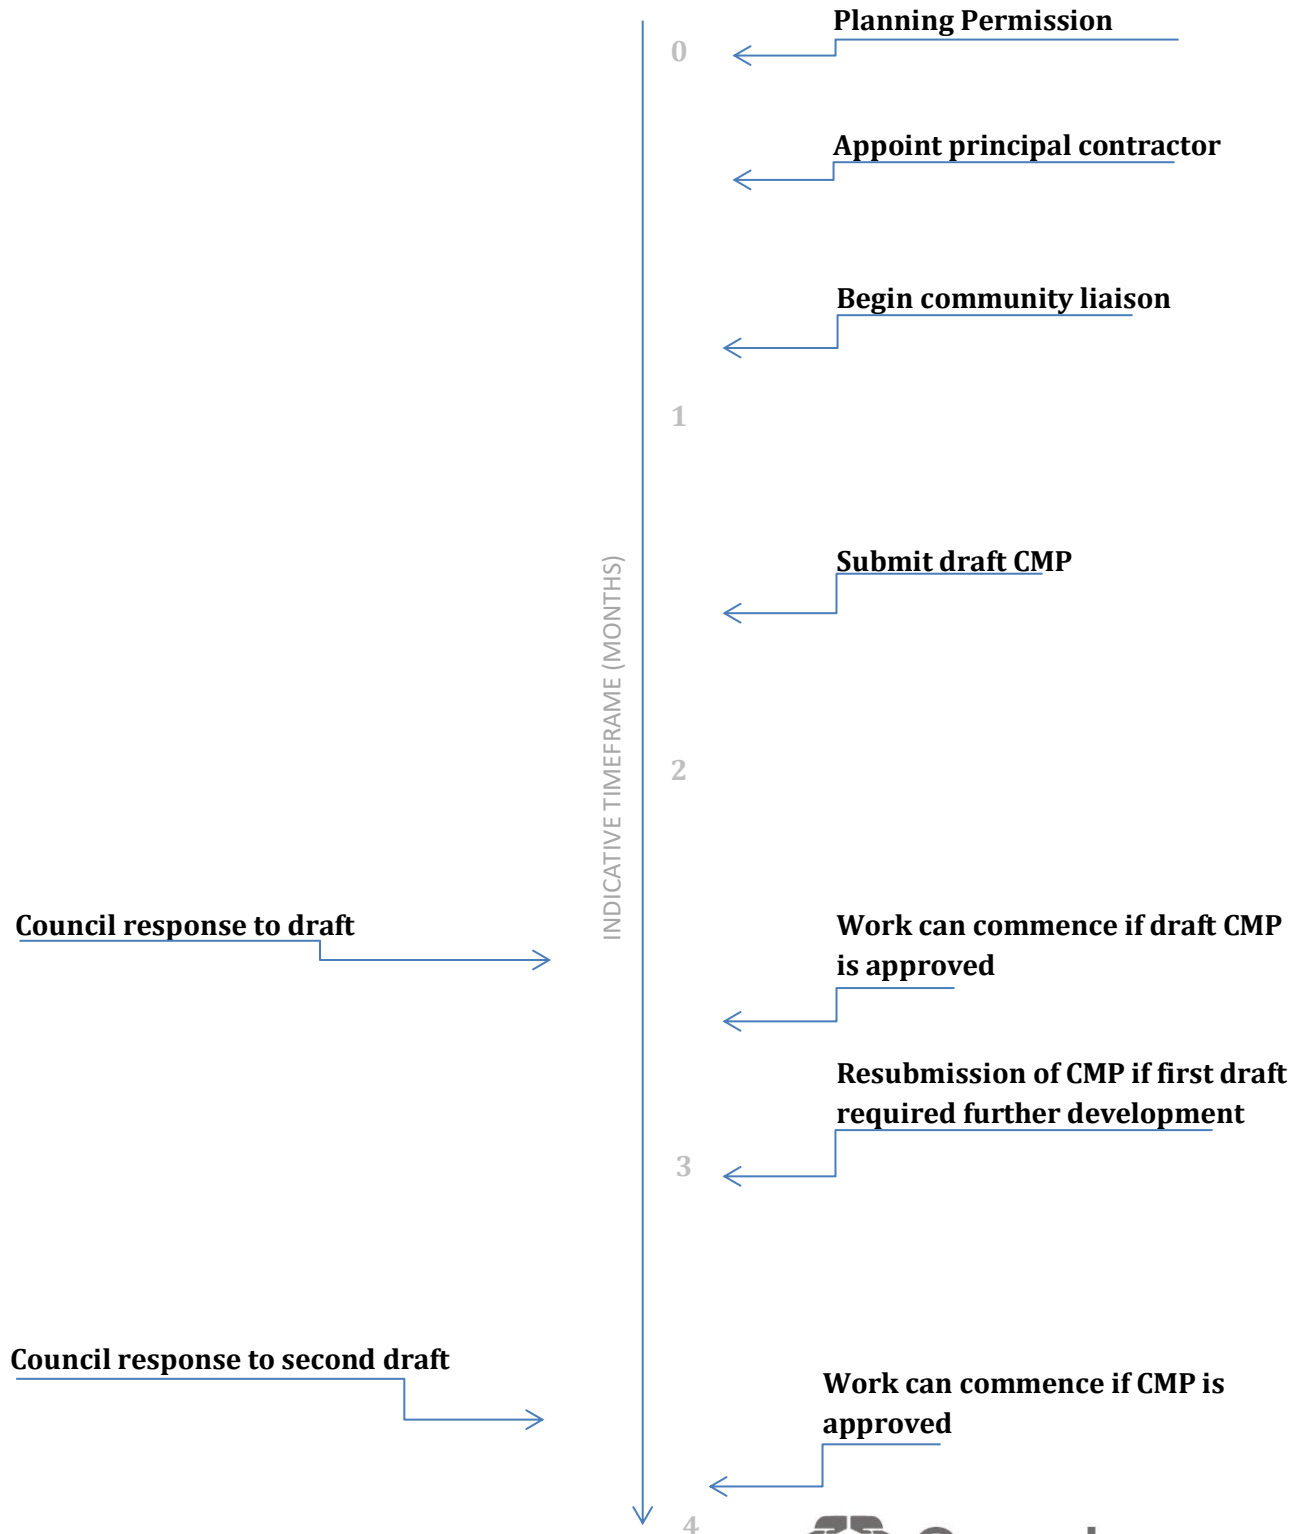 Planning Permission
0
Appoint principal contractor
Begin community liaison
1
Submit draft CMP
INDICATIVE TIMEFRAME (MONTHS)
2
Council response to draft
Work can commence if draft CMP
is approved
Resubmission of CMP if first draft
required further development
3
Council response to second draft
Work can commence if CMP is
approved
4